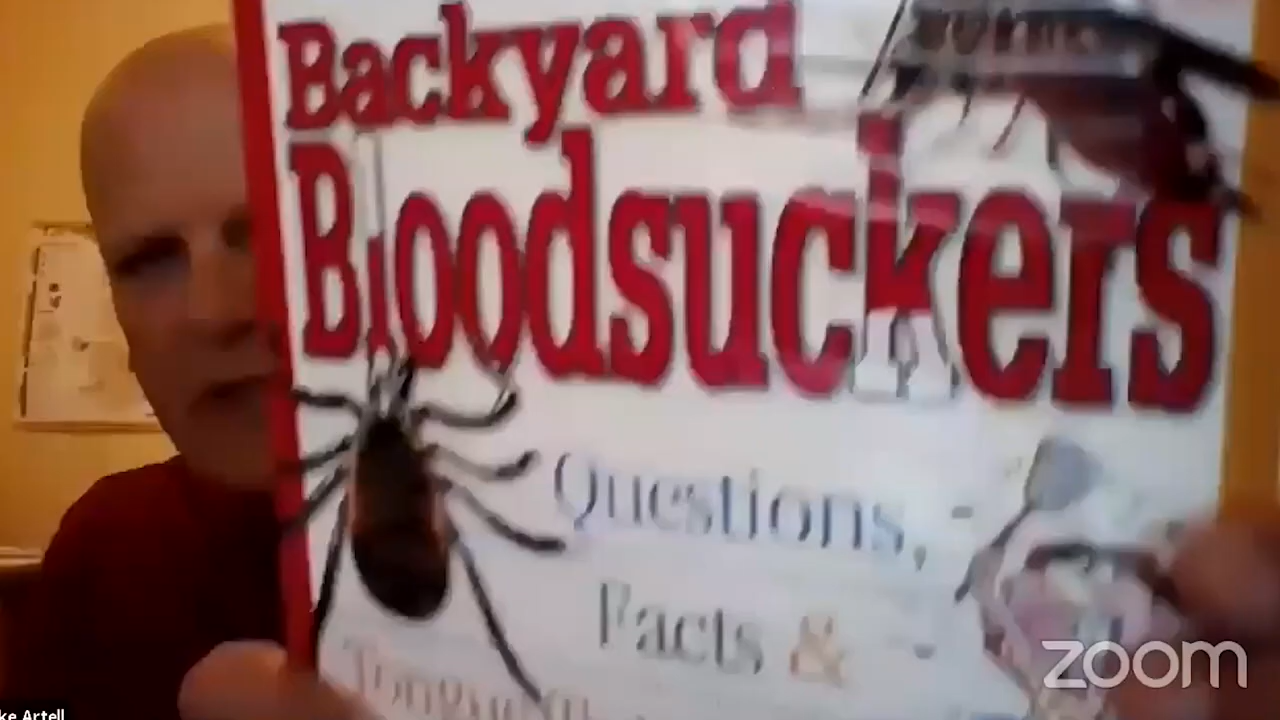 Backyard
Bloodsuckers
Questions,
Facts &
zoom
ke Artell